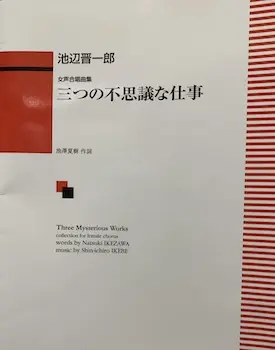 池辺晋一郎
女声合唱曲集
三つの不思議な仕事
池澤夏樹 作詞
Three Mysterious Works
collection for female chorus
words by Natsuki IKEZAWA
music by Shin-ichiro IKEBE